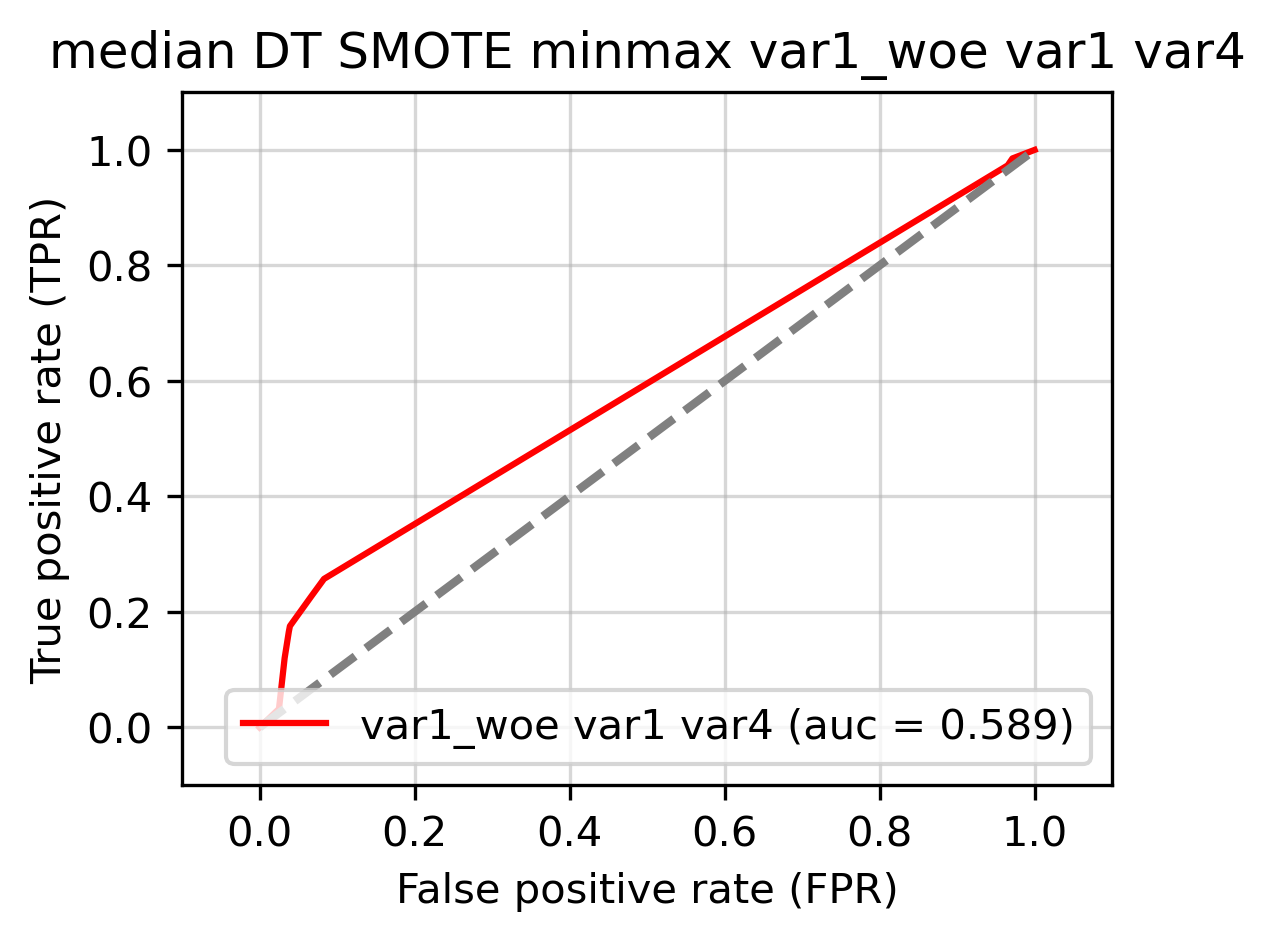 median DT SMOTE minmax var1_woe var1 var4
True positive rate (TPR)
1.0
0.8
0.6
0.4
0.2
0.0
var1_woe var1 var4 (auc = 0.589)
0.0 0.2 0.4 0.6 0.8 1.0
False positive rate (FPR)